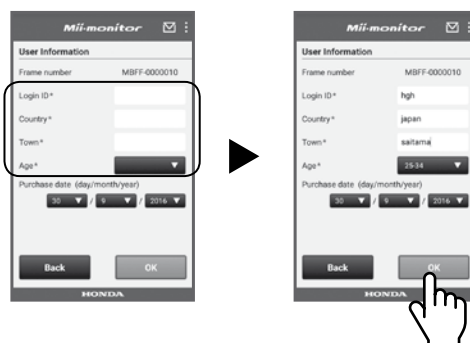 Mii-monitor
User Information
Frame number MBFF-0000010
Login ID*
Country*
Town*
Age*
Purchase date (day/month/year)
30 / 9 / 2016
Back OK
HONDA
Mii-monitor
User Information
Frame number MBFF-0000010
Login ID* hgh
Country* japan
Town* saitama
Age* 25-34
Purchase date (day/month/year)
30 / 9 / 2016
Back OK
HONDA